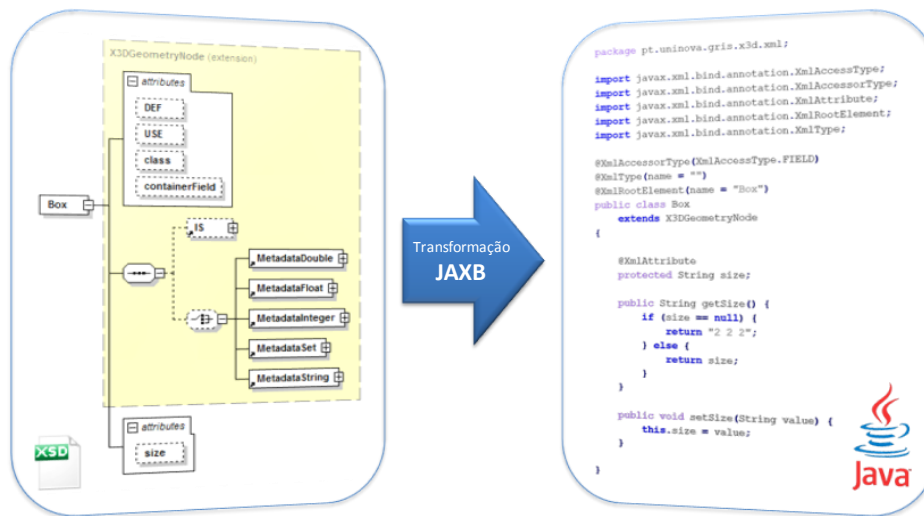 X3DGeometryNode (extension)
attributes
DEF
USE
class
containerField
Box
IS
MetadataDouble
MetadataFloat
MetadataInteger
MetadataSet
MetadataString
attributes
size
XSD
Transformação
JAXB
package pt.uninova.gris.x3d.xml;
import javax.xml.bind.annotation.XmlAccessType;
import javax.xml.bind.annotation.XmlAccessorType;
import javax.xml.bind.annotation.XmlAttribute;
import javax.xml.bind.annotation.XmlRootElement;
import javax.xml.bind.annotation.XmlType;
@XmlAccessorType(XmlAccessType.FIELD)
@XmlType(name = "")
@XmlRootElement(name = "Box")
public class Box
extends X3DGeometryNode
{
@XmlAttribute
protected String size;
public String getSize() {
if (size == null) {
return "2 2 2";
} else {
return size;
}
}
public void setSize(String value) {
this.size = value;
}
}
Java